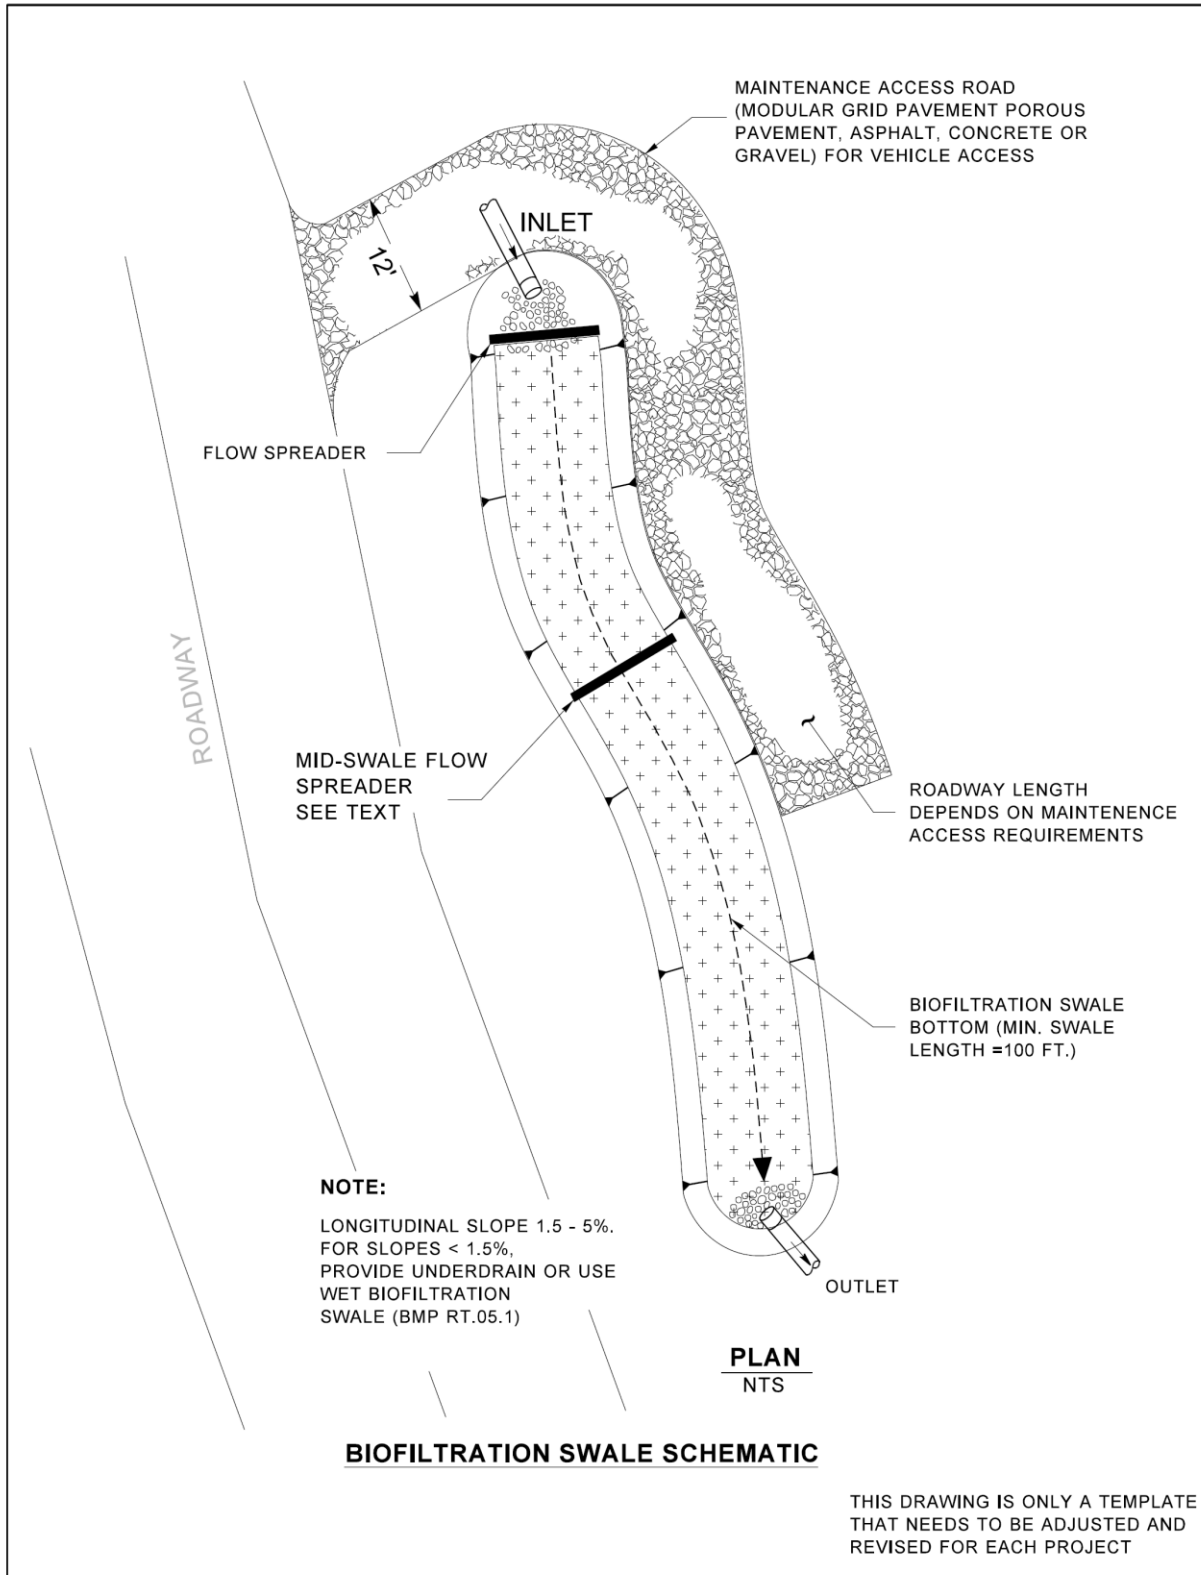 MAINTENANCE ACCESS ROAD
(MODULAR GRID PAVEMENT POROUS
PAVEMENT, ASPHALT, CONCRETE OR
GRAVEL) FOR VEHICLE ACCESS
INLET
12'
FLOW SPREADER
ROADWAY
MID-SWALE FLOW
SPREADER
SEE TEXT
ROADWAY LENGTH
DEPENDS ON MAINTENENCE
ACCESS REQUIREMENTS
BIOFILTRATION SWALE
BOTTOM (MIN. SWALE
LENGTH =100 FT.)
NOTE:
LONGITUDINAL SLOPE 1.5 - 5%.
FOR SLOPES < 1.5%,
PROVIDE UNDERDRAIN OR USE
WET BIOFILTRATION
SWALE (BMP RT.05.1)
OUTLET
PLAN
NTS
BIOFILTRATION SWALE SCHEMATIC
THIS DRAWING IS ONLY A TEMPLATE
THAT NEEDS TO BE ADJUSTED AND
REVISED FOR EACH PROJECT